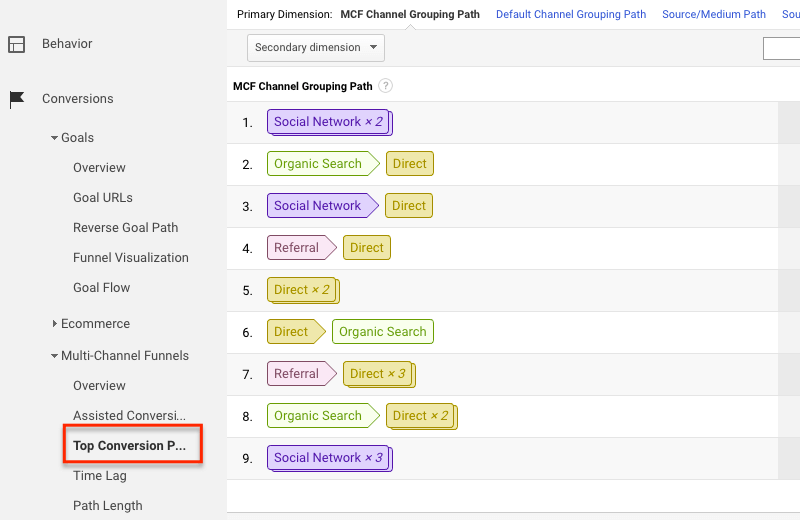 Primary Dimension: MCF Channel Grouping Path Default Channel Grouping Path Source/Medium Path Sou
Secondary dimension
MCF Channel Grouping Path ?
1. Social Network × 2
2. Organic Search Direct
3. Social Network Direct
4. Referral Direct
5. Direct × 2
6. Direct Organic Search
7. Referral Direct × 3
8. Organic Search Direct × 2
9. Social Network × 3
Behavior
Conversions
Goals
Overview
Goal URLs
Reverse Goal Path
Funnel Visualization
Goal Flow
Ecommerce
Multi-Channel Funnels
Overview
Assisted Conversi...
Top Conversion P...
Time Lag
Path Length